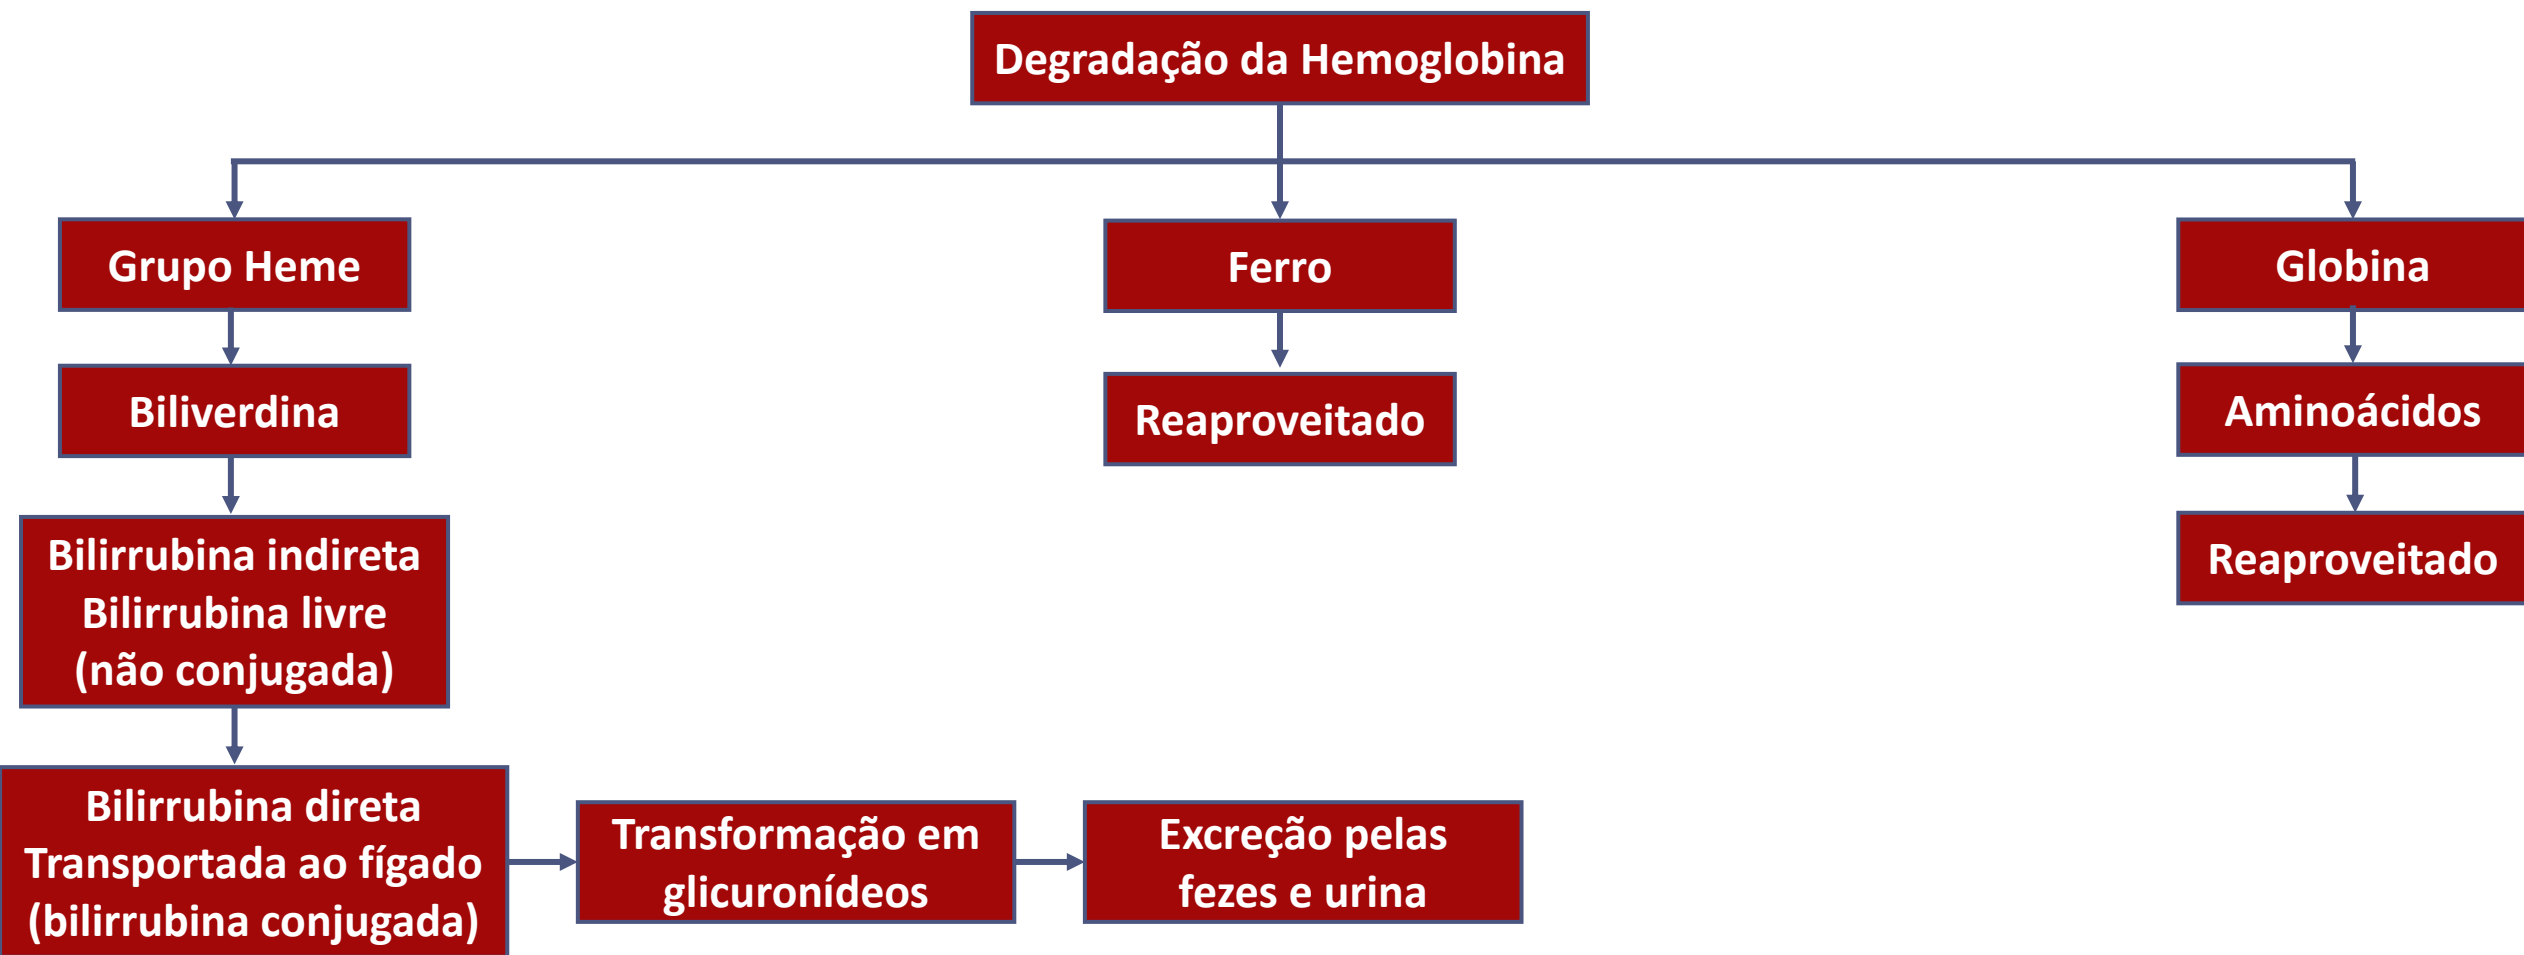 Degradação da Hemoglobina
Grupo Heme
Ferro
Globina
Biliverdina
Reaproveitado
Aminoácidos
Bilirrubina indireta
Bilirrubina livre
(não conjugada)
Reaproveitado
Bilirrubina direta
Transportada ao fígado
(bilirrubina conjugada)
Transformação em
glicuronídeos
Excreção pelas
fezes e urina